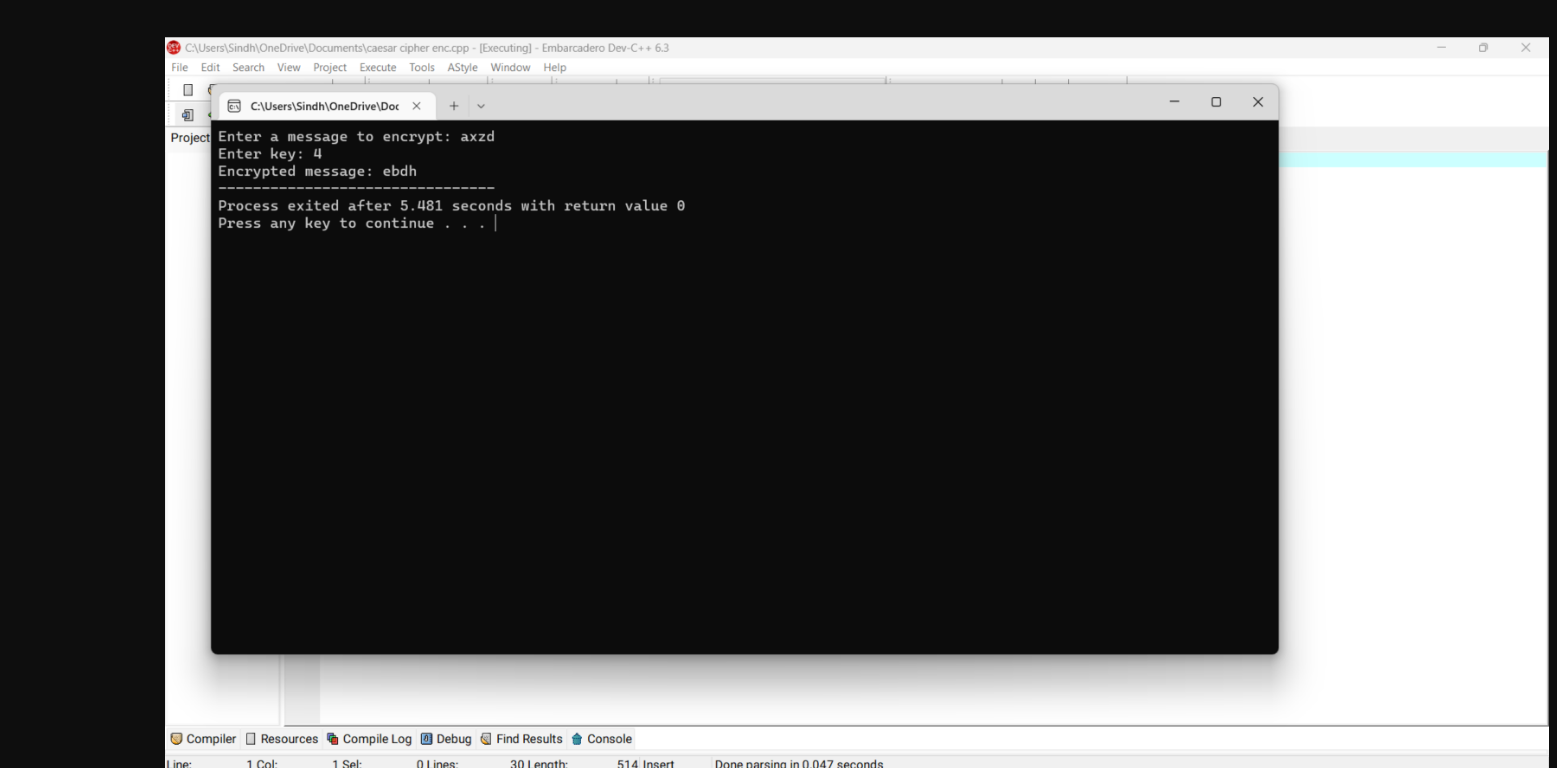 C:\Users\Sindh\OneDrive\Documents\caesar cipher enc.cpp - [Executing] - Embarcadero Dev-C++ 6.3
File Edit Search View Project Execute Tools AStyle Window Help
C:\Users\Sindh\OneDrive\Doc
Project
Enter a message to encrypt: axzd
Enter key: 4
Encrypted message: ebdh
--------------------------------
Process exited after 5.481 seconds with return value 0
Press any key to continue . . .
Compiler Resources Compile Log Debug Find Results Console
Line: 1 Col: 1 Sel: 0 Lines: 30 Length: 514 Insert Done parsing in 0.047 seconds